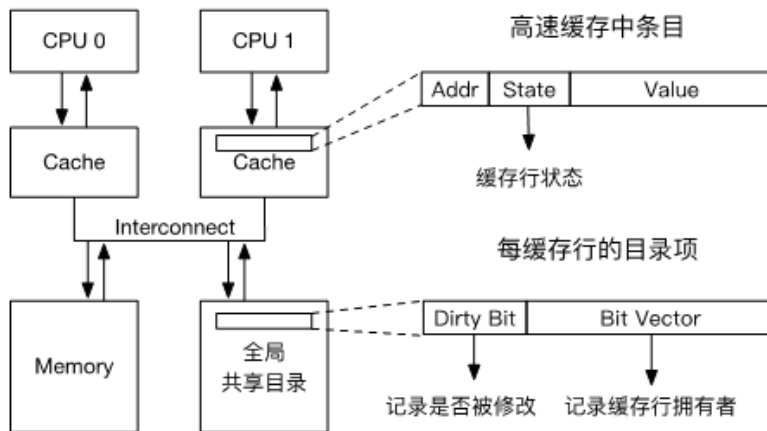 CPU 0
CPU 1
高速缓存中条目
Addr
State
Value
Cache
Cache
缓存行状态
Interconnect
每缓存行的目录项
Dirty Bit
Bit Vector
Memory
全局
共享目录
记录是否被修改
记录缓存行拥有者